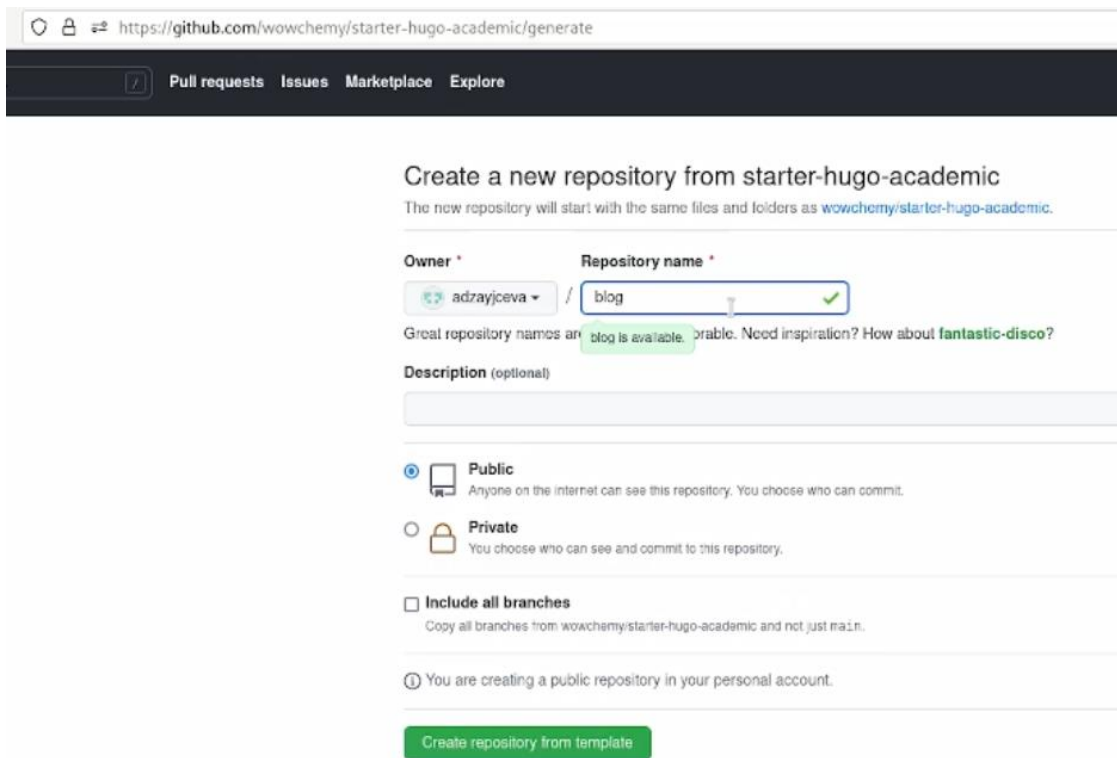 https://github.com/wowchemy/starter-hugo-academic/generate
/ Pull requests Issues Marketplace Explore
Create a new repository from starter-hugo-academic
The new repository will start with the same files and folders as wowchemy/starter-hugo-academic.
Owner * Repository name *
adzayjceva / blog
Great repository names are blog is available. orable. Need inspiration? How about fantastic-disco?
Description (optional)
Public
Anyone on the internet can see this repository. You choose who can commit.
Private
You choose who can see and commit to this repository.
Include all branches
Copy all branches from wowchemy/starter-hugo-academic and not just main.
You are creating a public repository in your personal account.
Create repository from template